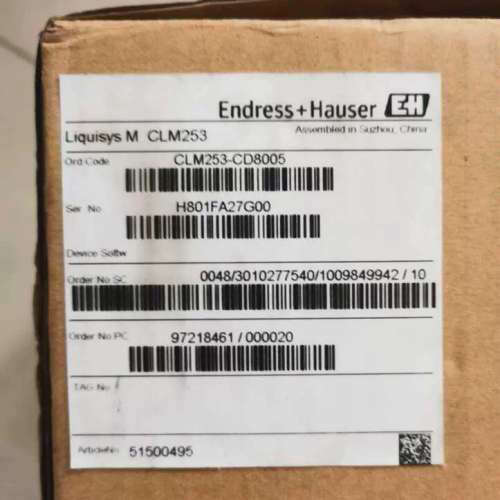 Endress+Hauser EH
Assembled in Suzhou, China
Liquisys M CLM253
Ord Code CLM253-CD8005
Ser. No H801FA27G00
Device Softw
Order No SC 0048/3010277540/1009849942 / 10
Order No PC 97218461 / 000020
TAG No
ArticleNo 51500495